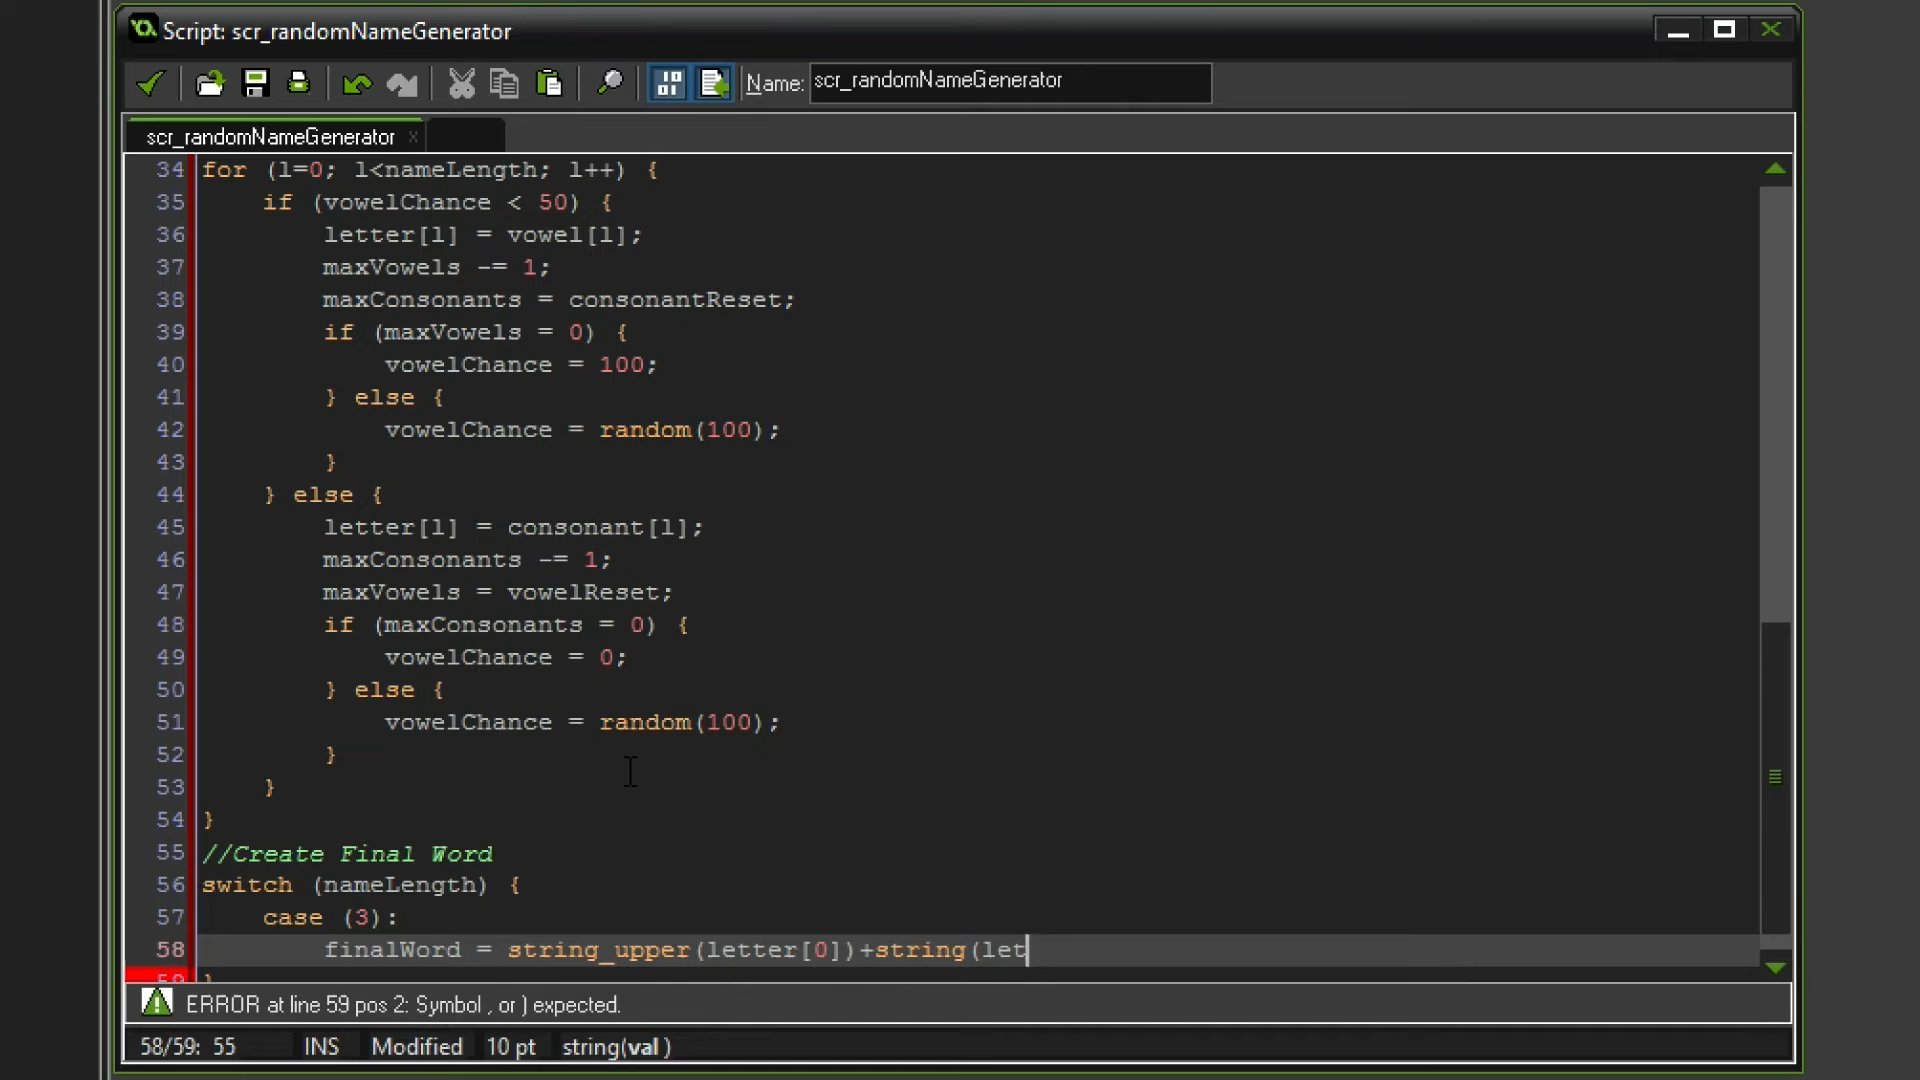 Script: scr_randomNameGenerator
Name: scr_randomNameGenerator
scr_randomNameGenerator
34 for (l=0; l<nameLength; l++) {
35 if (vowelChance < 50) {
36 letter[l] = vowel[l];
37 maxVowels -= 1;
38 maxConsonants = consonantReset;
39 if (maxVowels = 0) {
40 vowelChance = 100;
41 } else {
42 vowelChance = random(100);
43 }
44 } else {
45 letter[l] = consonant[l];
46 maxConsonants -= 1;
47 maxVowels = vowelReset;
48 if (maxConsonants = 0) {
49 vowelChance = 0;
50 } else {
51 vowelChance = random(100);
52 }
53 }
54 }
55 //Create Final Word
56 switch (nameLength) {
57 case (3):
58 finalWord = string_upper(letter[0])+string(let
59 }
ERROR at line 59 pos 2: Symbol , or ) expected.
58/59: 55 INS Modified 10 pt string(val )